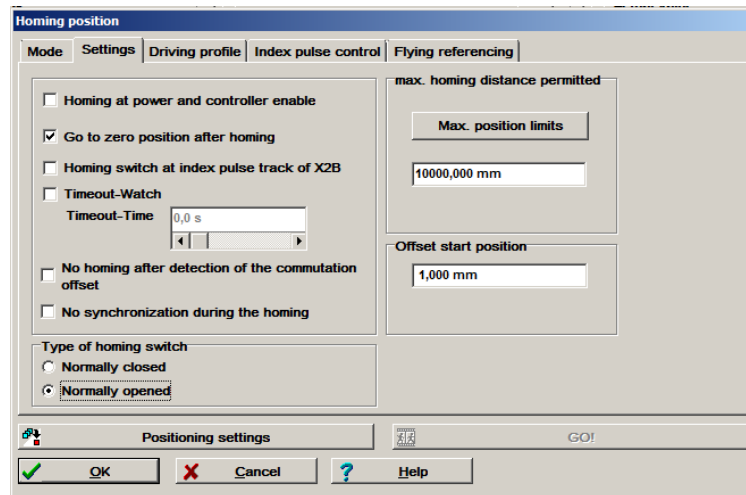 Homing position
Mode
Settings
Driving profile
Index pulse control
Flying referencing
Homing at power and controller enable
Go to zero position after homing
Homing switch at index pulse track of X2B
Timeout-Watch
Timeout-Time
0,0 s
No homing after detection of the commutation
offset
No synchronization during the homing
Type of homing switch
Normally closed
Normally opened
max. homing distance permitted
Max. position limits
10000,000 mm
Offset start position
1,000 mm
Positioning settings
GO!
OK
Cancel
Help